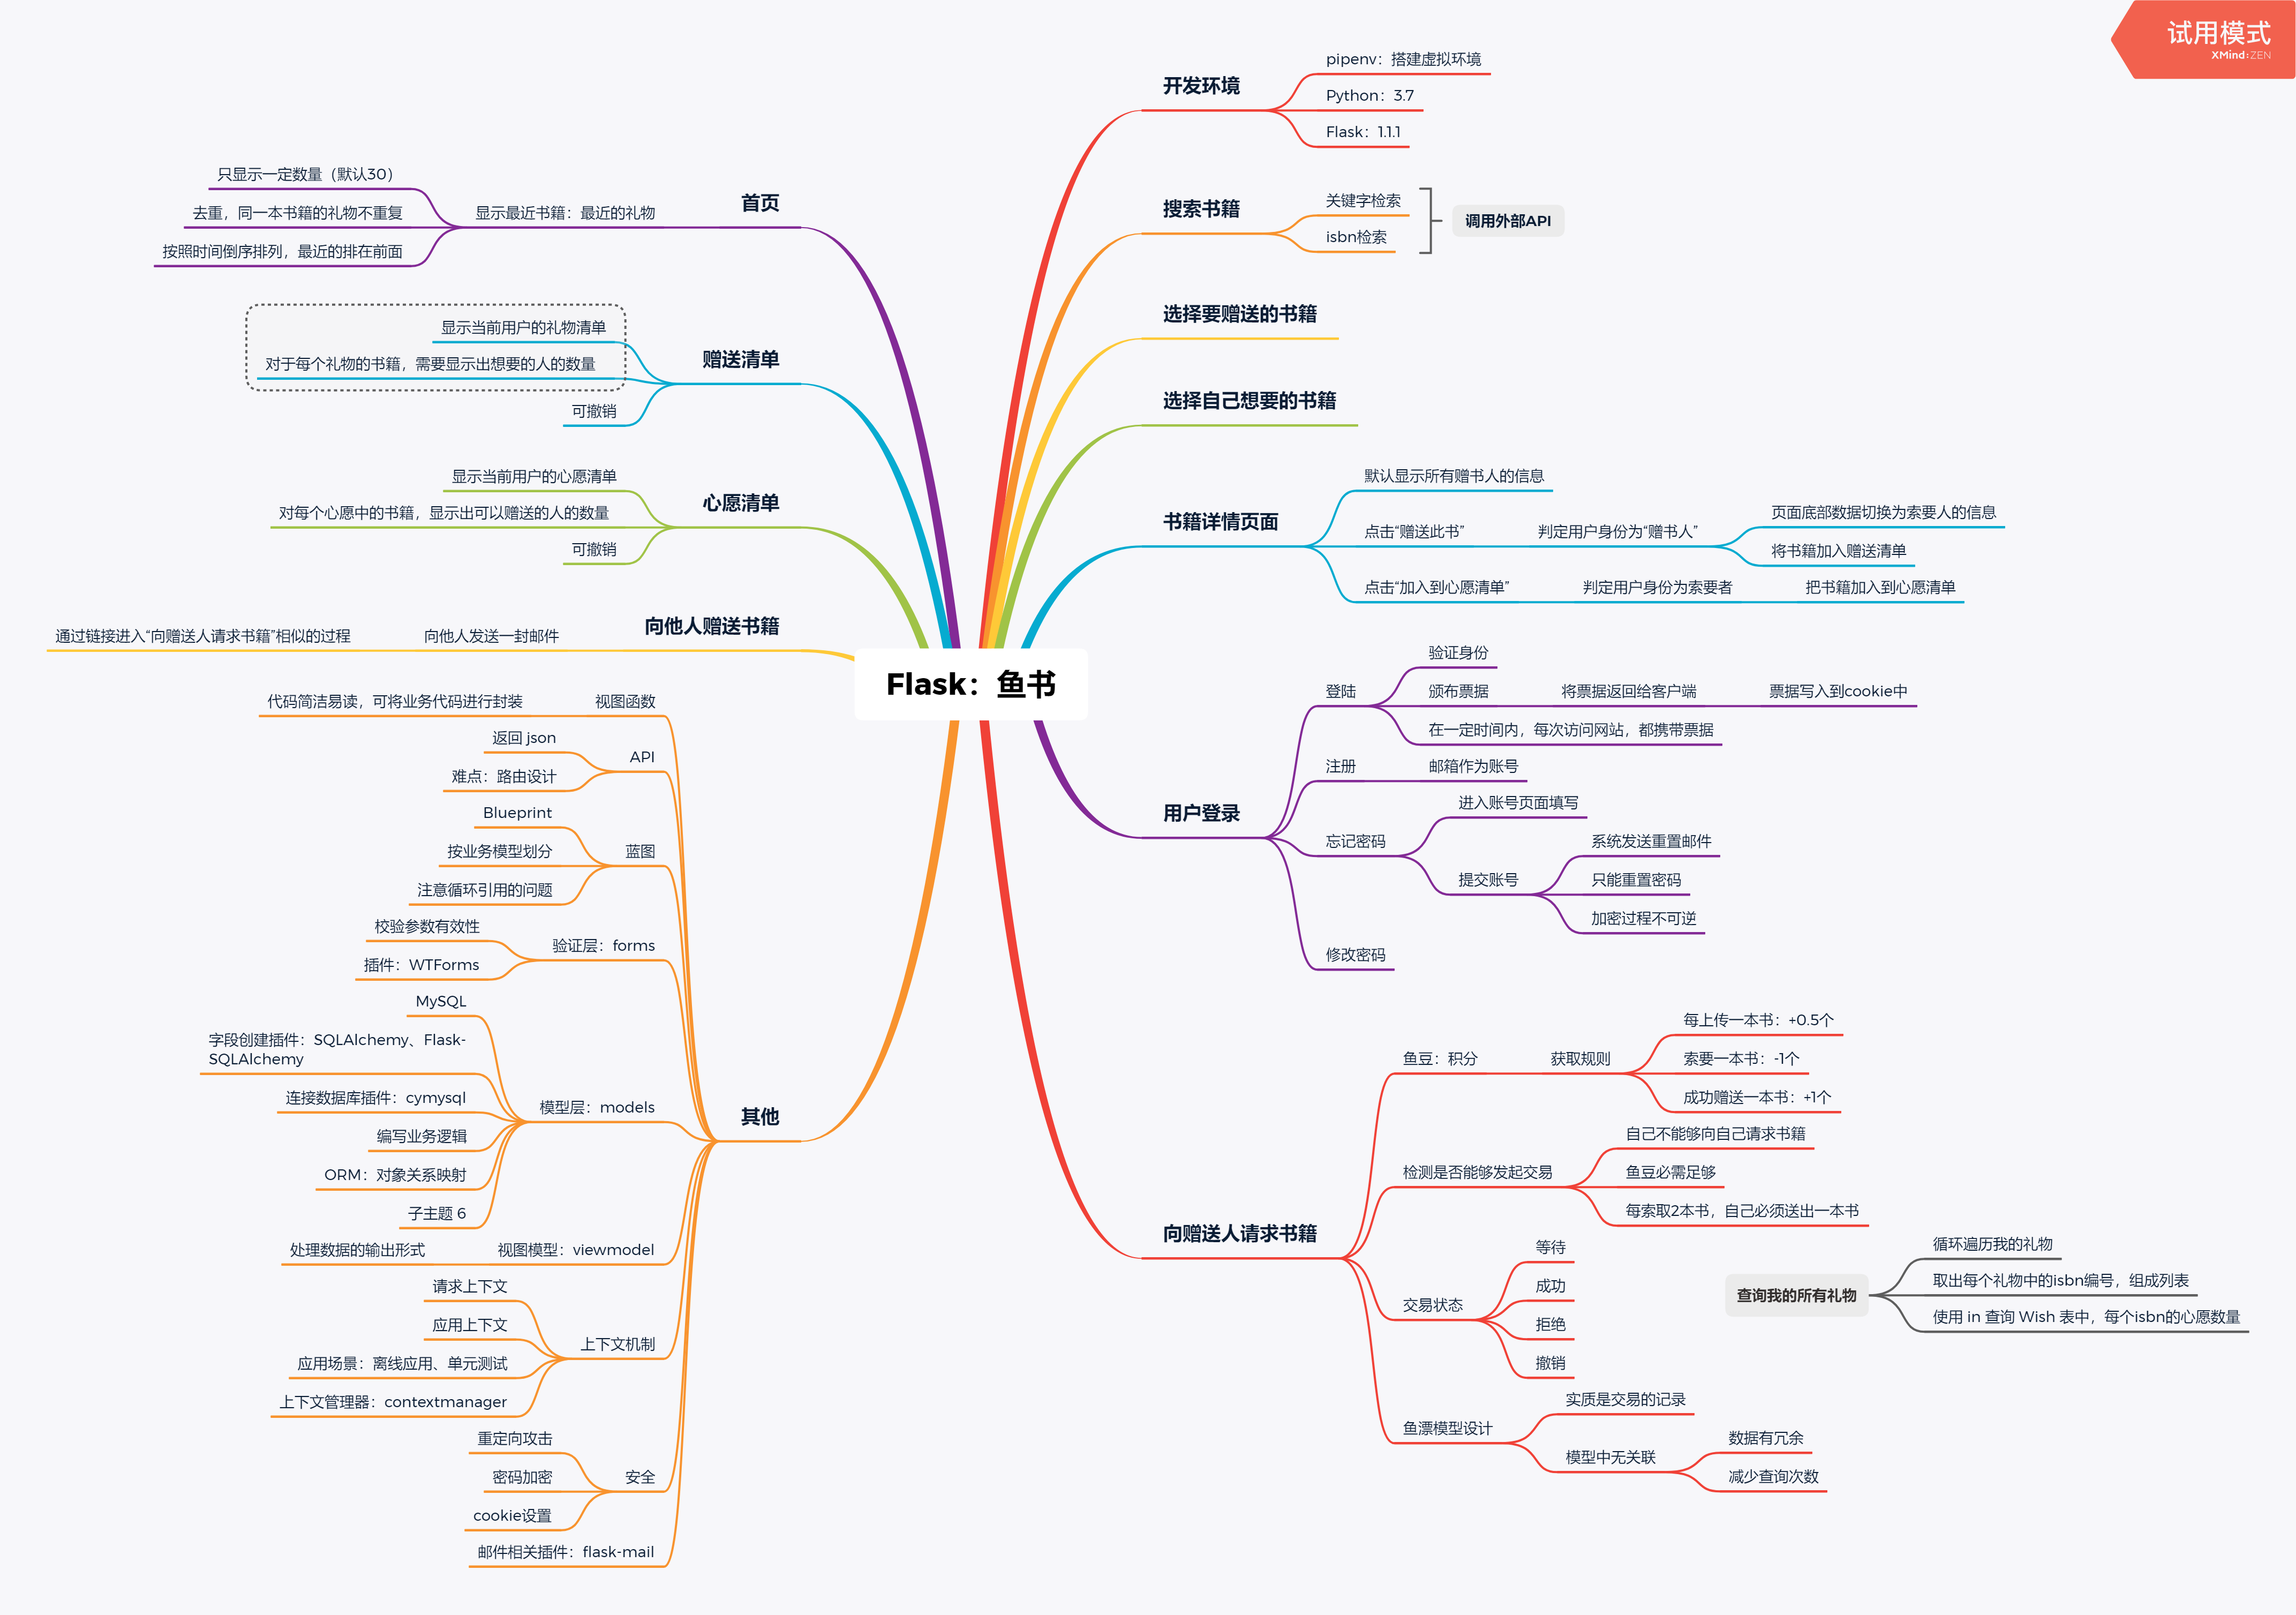 试用模式
XMind:ZEN
Flask：鱼书
开发环境
pipenv：搭建虚拟环境
Python：3.7
Flask：1.1.1
搜索书籍
关键字检索
isbn检索
调用外部API
选择要赠送的书籍
选择自己想要的书籍
书籍详情页面
默认显示所有赠书人的信息
点击“赠送此书”
判定用户身份为“赠书人”
页面底部数据切换为索要人的信息
将书籍加入赠送清单
点击“加入到心愿清单”
判定用户身份为索要者
把书籍加入到心愿清单
用户登录
登陆
验证身份
颁布票据
将票据返回给客户端
票据写入到cookie中
在一定时间内，每次访问网站，都携带票据
注册
邮箱作为账号
忘记密码
进入账号页面填写
提交账号
系统发送重置邮件
只能重置密码
加密过程不可逆
修改密码
向赠送人请求书籍
鱼豆：积分
获取规则
每上传一本书：+0.5个
索要一本书：-1个
成功赠送一本书：+1个
检测是否能够发起交易
自己不能够向自己请求书籍
鱼豆必需足够
每索取2本书，自己必须送出一本书
交易状态
等待
成功
拒绝
撤销
鱼漂模型设计
实质是交易的记录
模型中无关联
数据有冗余
减少查询次数
查询我的所有礼物
循环遍历我的礼物
取出每个礼物中的isbn编号，组成列表
使用 in 查询 Wish 表中，每个isbn的心愿数量
首页
显示最近书籍：最近的礼物
只显示一定数量（默认30）
去重，同一本书籍的礼物不重复
按照时间倒序排列，最近的排在前面
赠送清单
显示当前用户的礼物清单
对于每个礼物的书籍，需要显示出想要的人的数量
可撤销
心愿清单
显示当前用户的心愿清单
对每个心愿中的书籍，显示出可以赠送的人的数量
可撤销
向他人赠送书籍
向他人发送一封邮件
通过链接进入“向赠送人请求书籍”相似的过程
其他
视图函数
代码简洁易读，可将业务代码进行封装
API
返回 json
难点：路由设计
蓝图
Blueprint
按业务模型划分
注意循环引用的问题
验证层：forms
校验参数有效性
插件：WTForms
模型层：models
MySQL
字段创建插件：SQLAlchemy、Flask-
SQLAlchemy
连接数据库插件：cymysql
编写业务逻辑
ORM：对象关系映射
子主题 6
视图模型：viewmodel
处理数据的输出形式
上下文机制
请求上下文
应用上下文
应用场景：离线应用、单元测试
上下文管理器：contextmanager
安全
重定向攻击
密码加密
cookie设置
邮件相关插件：flask-mail